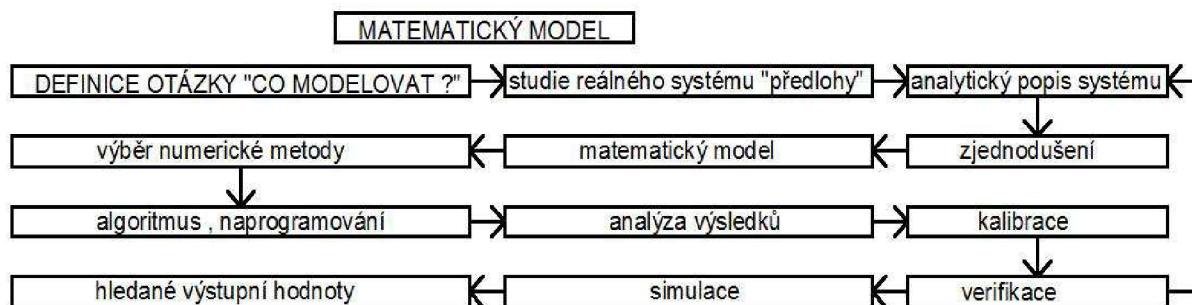 MATEMATICKÝ MODEL
DEFINICE OTÁZKY "CO MODELOVAT ?" studie reálného systému "předlohy" analytický popis systému
výběr numerické metody matematický model zjednodušení
algoritmus , naprogramování analýza výsledků kalibrace
hledané výstupní hodnoty simulace verifikace